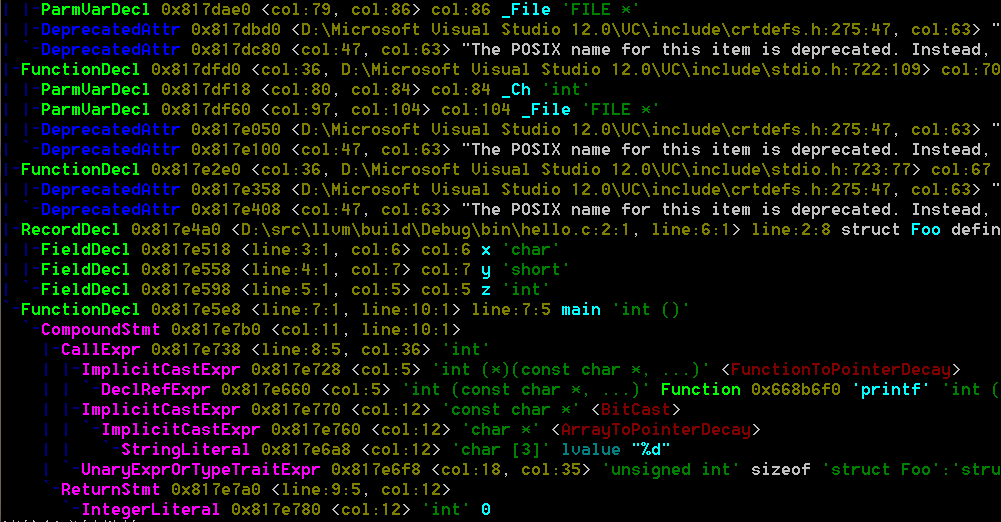 | |-ParmVarDecl 0x817dae0 <col:79, col:86> col:86 _File 'FILE *'
| |-DeprecatedAttr 0x817dbd0 <D:\Microsoft Visual Studio 12.0\VC\include\crtdefs.h:275:47, col:63> "
| `-DeprecatedAttr 0x817dc80 <col:47, col:63> "The POSIX name for this item is deprecated. Instead,
|-FunctionDecl 0x817dfd0 <col:36, D:\Microsoft Visual Studio 12.0\VC\include\stdio.h:722:109> col:70
| |-ParmVarDecl 0x817df18 <col:80, col:84> col:84 _Ch 'int'
| |-ParmVarDecl 0x817df60 <col:97, col:104> col:104 _File 'FILE *'
| |-DeprecatedAttr 0x817e050 <D:\Microsoft Visual Studio 12.0\VC\include\crtdefs.h:275:47, col:63> "
| `-DeprecatedAttr 0x817e100 <col:47, col:63> "The POSIX name for this item is deprecated. Instead,
|-FunctionDecl 0x817e2e0 <col:36, D:\Microsoft Visual Studio 12.0\VC\include\stdio.h:723:77> col:67
| |-DeprecatedAttr 0x817e358 <D:\Microsoft Visual Studio 12.0\VC\include\crtdefs.h:275:47, col:63> "
| `-DeprecatedAttr 0x817e408 <col:47, col:63> "The POSIX name for this item is deprecated. Instead,
|-RecordDecl 0x817e4a0 <D:\src\llvm\build\Debug\bin\hello.c:2:1, line:6:1> line:2:8 struct Foo defin
| |-FieldDecl 0x817e518 <line:3:1, col:6> col:6 x 'char'
| |-FieldDecl 0x817e558 <line:4:1, col:7> col:7 y 'short'
| `-FieldDecl 0x817e598 <line:5:1, col:5> col:5 z 'int'
`-FunctionDecl 0x817e5e8 <line:7:1, line:10:1> line:7:5 main 'int ()'
  `-CompoundStmt 0x817e7b0 <col:11, line:10:1>
    |-CallExpr 0x817e738 <line:8:5, col:36> 'int'
    | |-ImplicitCastExpr 0x817e728 <col:5> 'int (*)(const char *, ...)' <FunctionToPointerDecay>
    | | `-DeclRefExpr 0x817e660 <col:5> 'int (const char *, ...)' Function 0x668b6f0 'printf' 'int (
    | |-ImplicitCastExpr 0x817e770 <col:12> 'const char *' <BitCast>
    | | `-ImplicitCastExpr 0x817e760 <col:12> 'char *' <ArrayToPointerDecay>
    | |   `-StringLiteral 0x817e6a8 <col:12> 'char [3]' lvalue "%d"
    | `-UnaryExprOrTypeTraitExpr 0x817e6f8 <col:18, col:35> 'unsigned int' sizeof 'struct Foo':'stru
    `-ReturnStmt 0x817e7a0 <line:9:5, col:12>
      `-IntegerLiteral 0x817e780 <col:12> 'int' 0